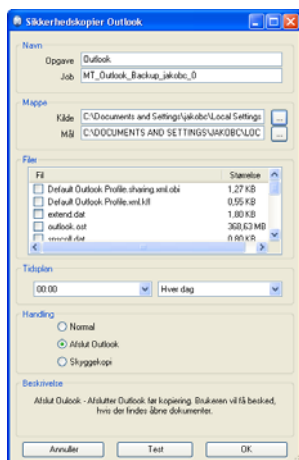 Sikkerhedskopier Outlook
Navn
Opgave Outlook
Job MT_Outlook_Backup_jakobc_0
Mappe
Kilde C:\Documents and Settings\jakobc\Local Settings ...
Mål C:\DOCUMENTS AND SETTINGS\JAKOBC\LOC ...
Filer
Fil Størrelse
Default Outlook Profile.sharing.xml.obi 1,27 KB
Default Outlook Profile.xml.kfl 0,55 KB
extend.dat 1,80 KB
outlook.ost 368,63 MB
0,80 KB
Tidsplan
00:00 Hver dag
Handling
Normal
Afslut Outlook
Skyggekopi
Beskrivelse
Afslut Oulook - Afslutter Outlook før kopiering. Brukeren vil få besked,
hvis der findes åbne dokumenter.
Annuller Test OK